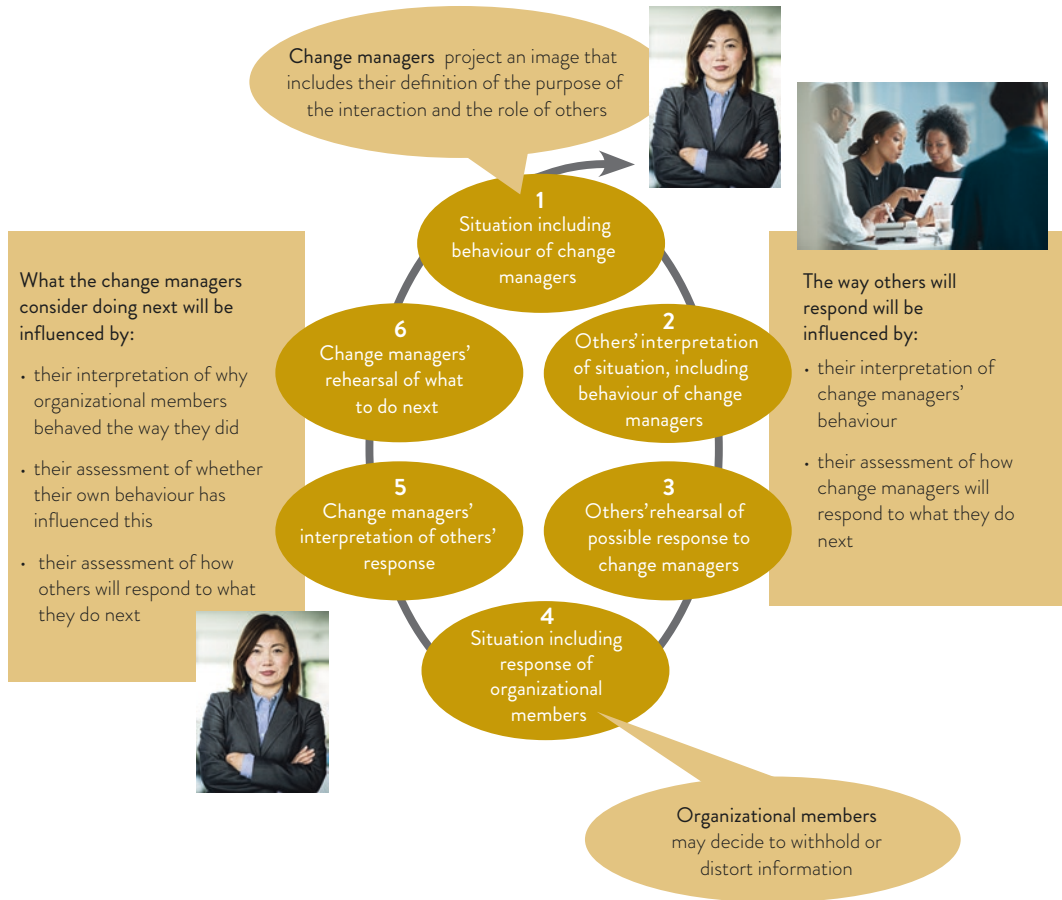 Change managers project an image that
includes their definition of the purpose of
the interaction and the role of others
1
Situation including
behaviour of change
managers
2
Others' interpretation
of situation, including
behaviour of change
managers
3
Others' rehearsal of
possible response to
change managers
4
Situation including
response of
organizational
members
5
Change managers'
interpretation of others'
response
6
Change managers'
rehearsal of what
to do next
What the change managers
consider doing next will be
influenced by:
• their interpretation of why
organizational members
behaved the way they did
• their assessment of whether
their own behaviour has
influenced this
• their assessment of how
others will respond to what
they do next
The way others will
respond will be
influenced by:
• their interpretation of
change managers'
behaviour
• their assessment of how
change managers will
respond to what they do
next
Organizational members
may decide to withhold or
distort information